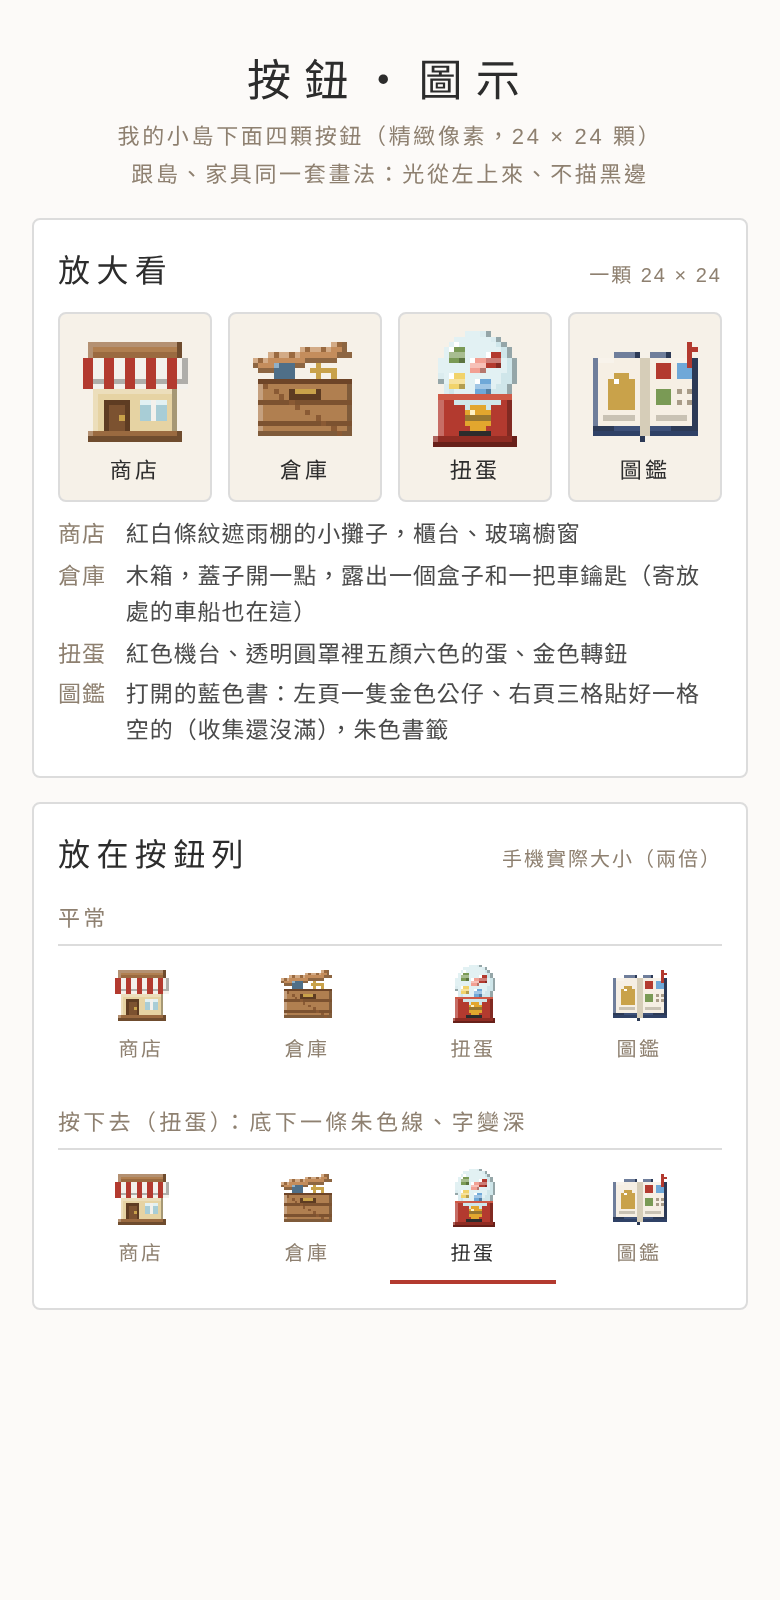 按鈕・圖示
我的小島下面四顆按鈕（精緻像素，24 × 24 顆）
跟島、家具同一套畫法：光從左上來、不描黑邊
放大看
一顆 24 × 24
商店
倉庫
扭蛋
圖鑑
商店 紅白條紋遮雨棚的小攤子，櫃台、玻璃櫥窗
倉庫 木箱，蓋子開一點，露出一個盒子和一把車鑰匙（寄放
處的車船也在這）
扭蛋 紅色機台、透明圓罩裡五顏六色的蛋、金色轉鈕
圖鑑 打開的藍色書：左頁一隻金色公仔、右頁三格貼好一格
空的（收集還沒滿），朱色書籤
放在按鈕列
手機實際大小（兩倍）
平常
商店
倉庫
扭蛋
圖鑑
按下去（扭蛋）：底下一條朱色線、字變深
商店
倉庫
扭蛋
圖鑑